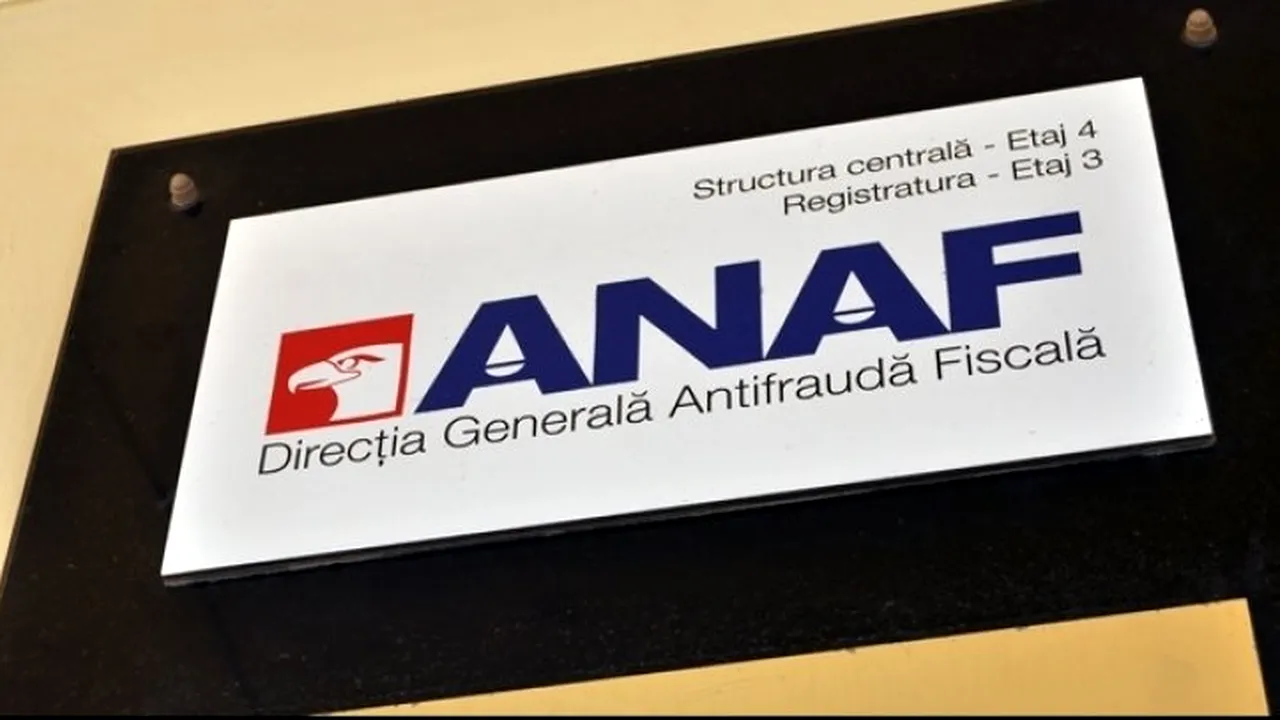 Structura centrală - Etaj 4
Registratura - Etaj 3
ANAF
Direcția Generală Antifraudă Fiscală